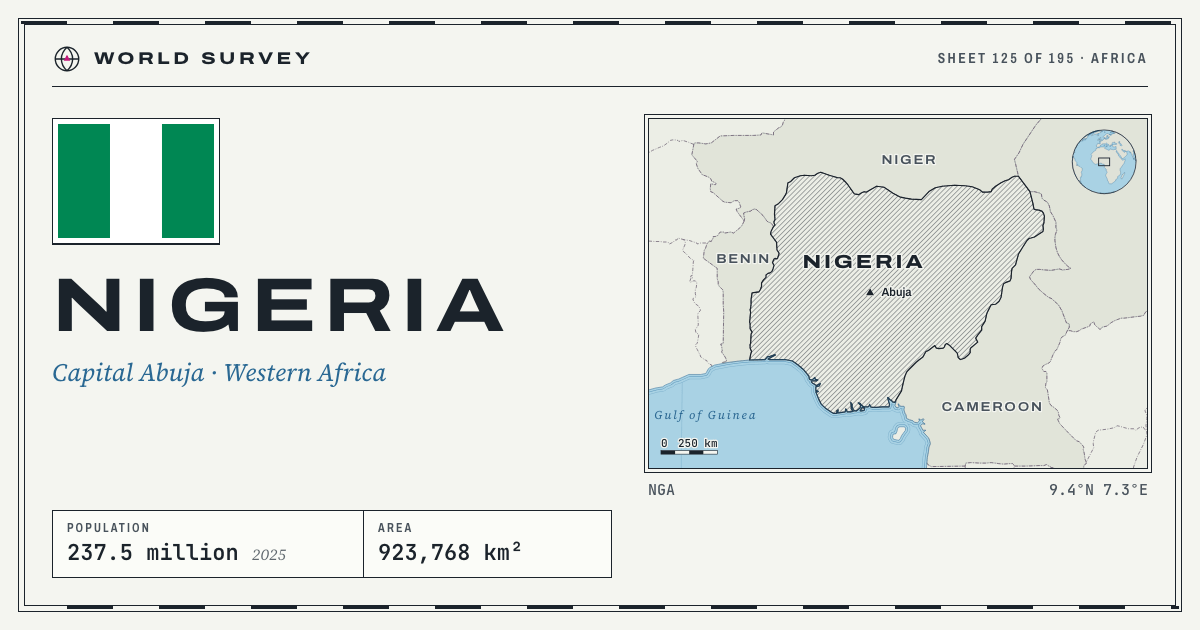 WORLD SURVEY
SHEET 125 OF 195 · AFRICA
NIGERIA
Capital Abuja · Western Africa
POPULATION
237.5 million 2025
AREA
923,768 km²
NIGER
BENIN
NIGERIA
Abuja
CAMEROON
Gulf of Guinea
0 250 km
NGA
9.4°N 7.3°E